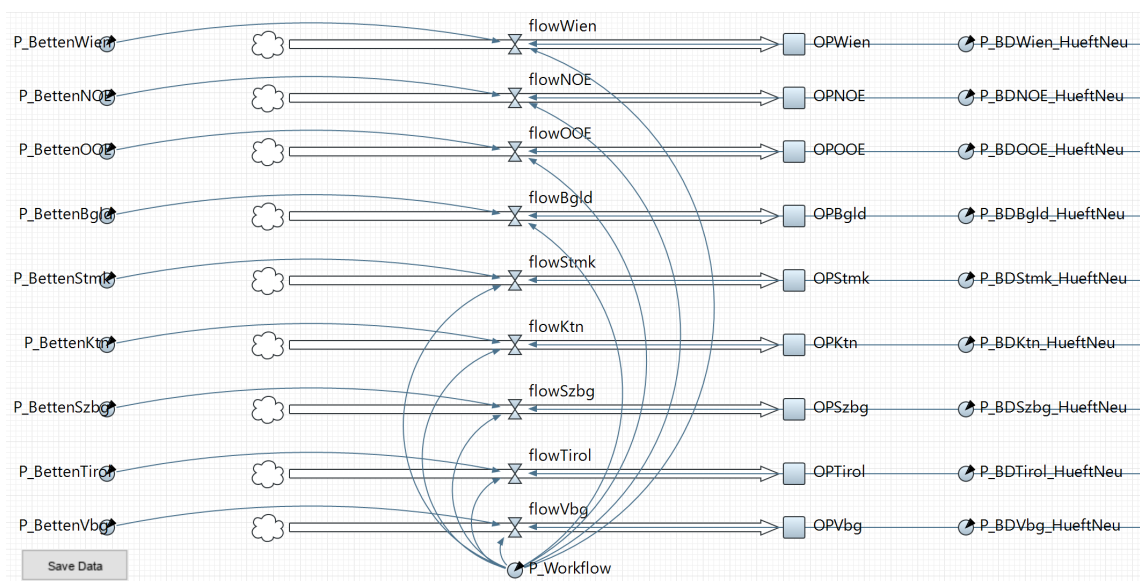 flowWien
P_BettenWien OPWien P_BDWien_HueftNeu
flowNOE
P_BettenNOE OPNOE P_BDNOE_HueftNeu
flowOOE
P_BettenOOE OPOOE P_BDOOE_HueftNeu
flowBgld
P_BettenBgld OPBgld P_BDBgld_HueftNeu
flowStmk
P_BettenStmk OPStmk P_BDStmk_HueftNeu
flowKtn
P_BettenKtn OPKtn P_BDKtn_HueftNeu
flowSzbg
P_BettenSzbg OPSzbg P_BDSzbg_HueftNeu
flowTirol
P_BettenTirol OPTirol P_BDTirol_HueftNeu
flowVbg
P_BettenVbg OPVbg P_BDVbg_HueftNeu
Save Data P_Workflow